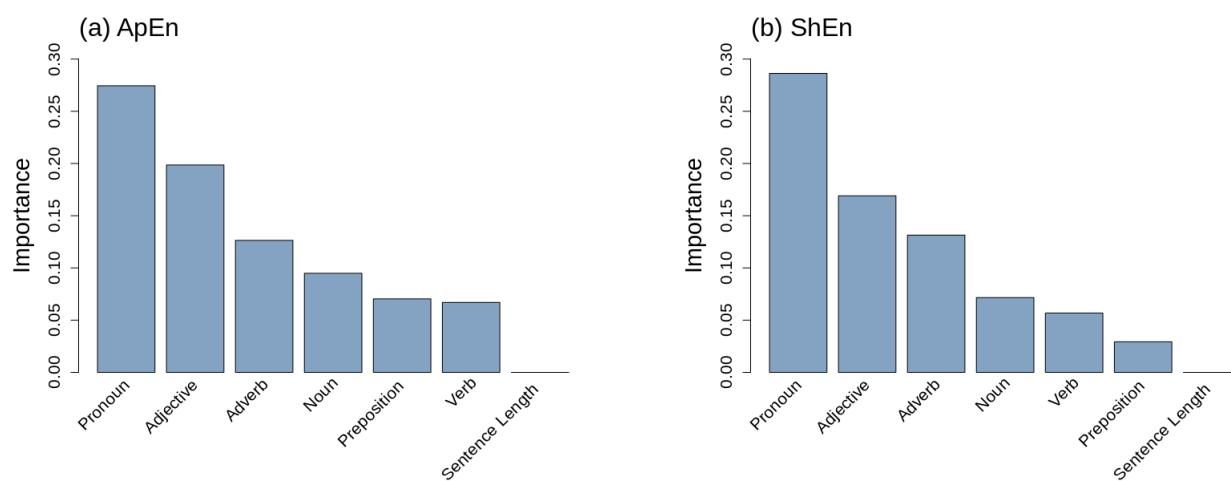 (a) ApEn
Importance
0.30
0.25
0.20
0.15
0.10
0.05
0.00
Pronoun
Adjective
Adverb
Noun
Preposition
Verb
Sentence Length
(b) ShEn
Importance
0.30
0.25
0.20
0.15
0.10
0.05
0.00
Pronoun
Adjective
Adverb
Noun
Verb
Preposition
Sentence Length